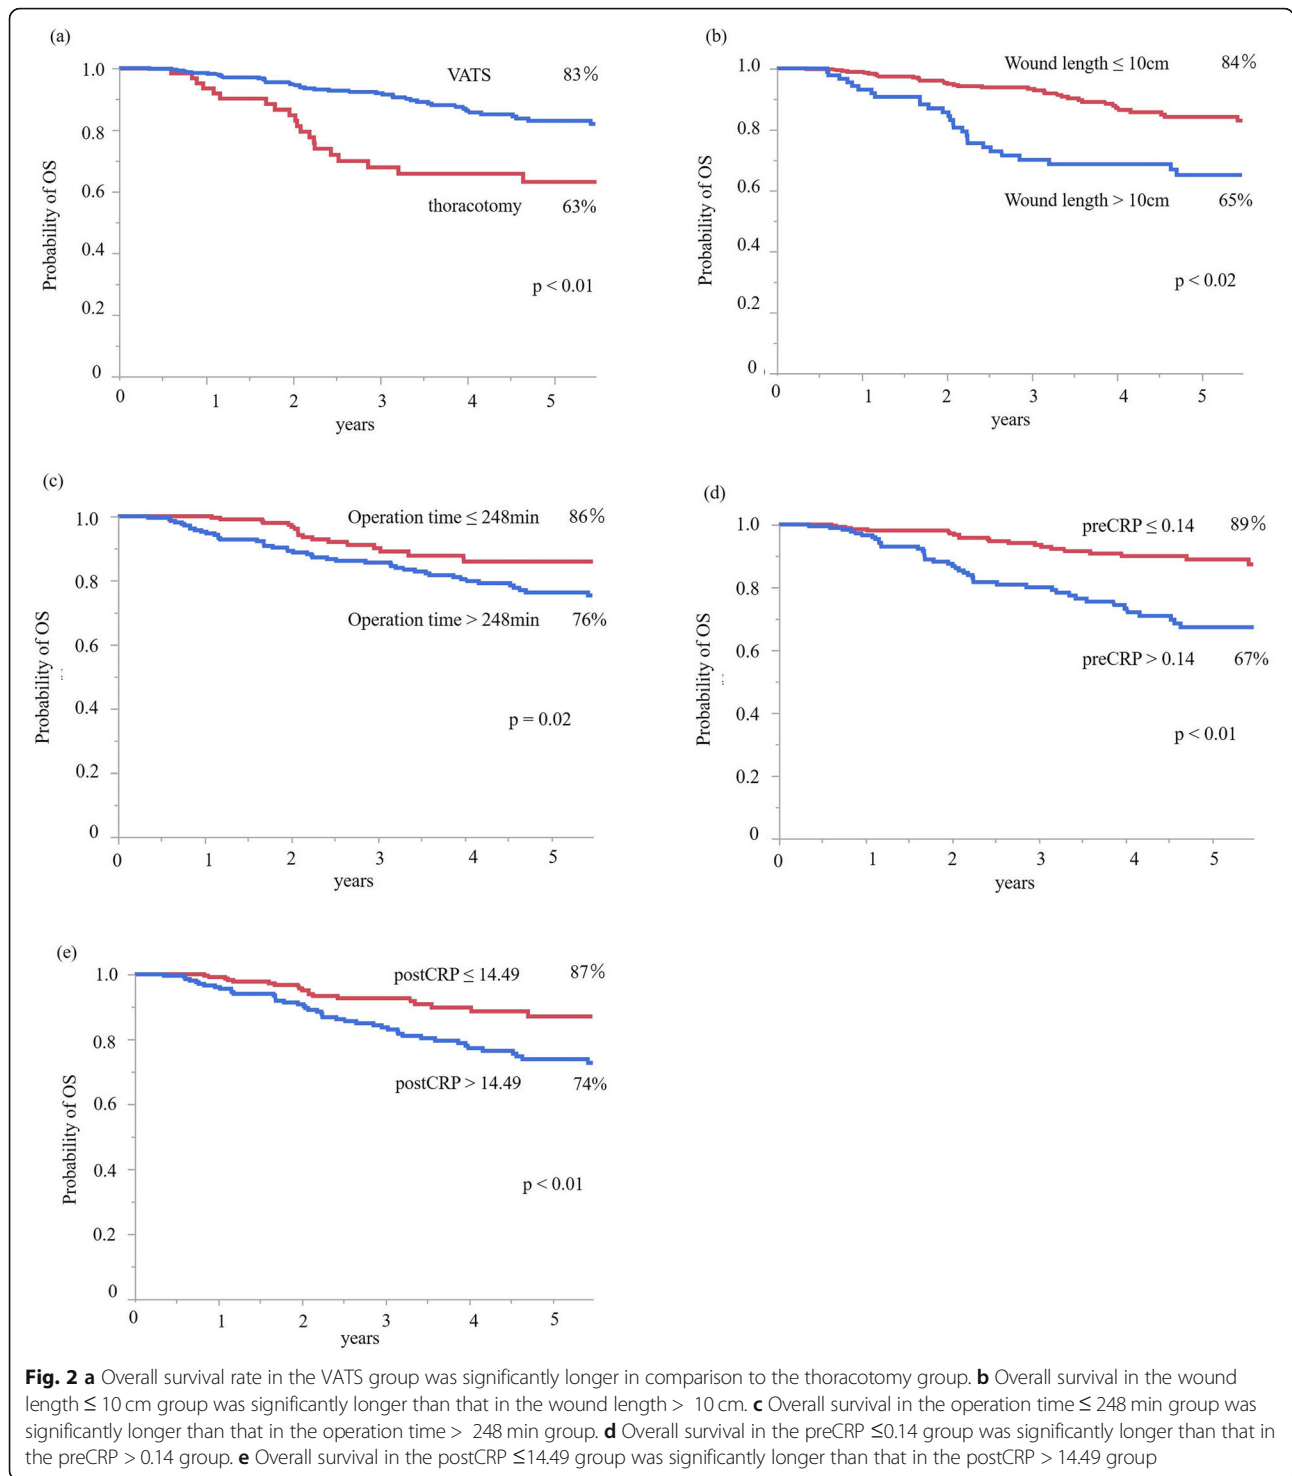 (a)
1.0
VATS 83%
0.8
0.6
thoracotomy 63%
0.4
p < 0.01
0.2
0
0 1 2 3 4 5
years
Probability of OS
(b)
1.0
Wound length ≤ 10cm 84%
0.8
0.6
Wound length > 10cm 65%
0.4
p < 0.02
0.2
0
0 1 2 3 4 5
years
Probability of OS
(c)
1.0
Operation time ≤ 248min 86%
0.8
Operation time > 248min 76%
0.6
0.4
p = 0.02
0.2
0
0 1 2 3 4 5
years
Probability of OS
(d)
1.0
preCRP ≤ 0.14 89%
0.8
0.6
preCRP > 0.14 67%
0.4
p < 0.01
0.2
0
0 1 2 3 4 5
years
Probability of OS
(e)
1.0
postCRP ≤ 14.49 87%
0.8
postCRP > 14.49 74%
0.6
0.4
p < 0.01
0.2
0
0 1 2 3 4 5
years
Probability of OS
Fig. 2 a Overall survival rate in the VATS group was significantly longer in comparison to the thoracotomy group. b Overall survival in the wound
length ≤ 10 cm group was significantly longer than that in the wound length > 10 cm. c Overall survival in the operation time ≤ 248 min group was
significantly longer than that in the operation time > 248 min group. d Overall survival in the preCRP ≤0.14 group was significantly longer than that in
the preCRP > 0.14 group. e Overall survival in the postCRP ≤14.49 group was significantly longer than that in the postCRP > 14.49 group